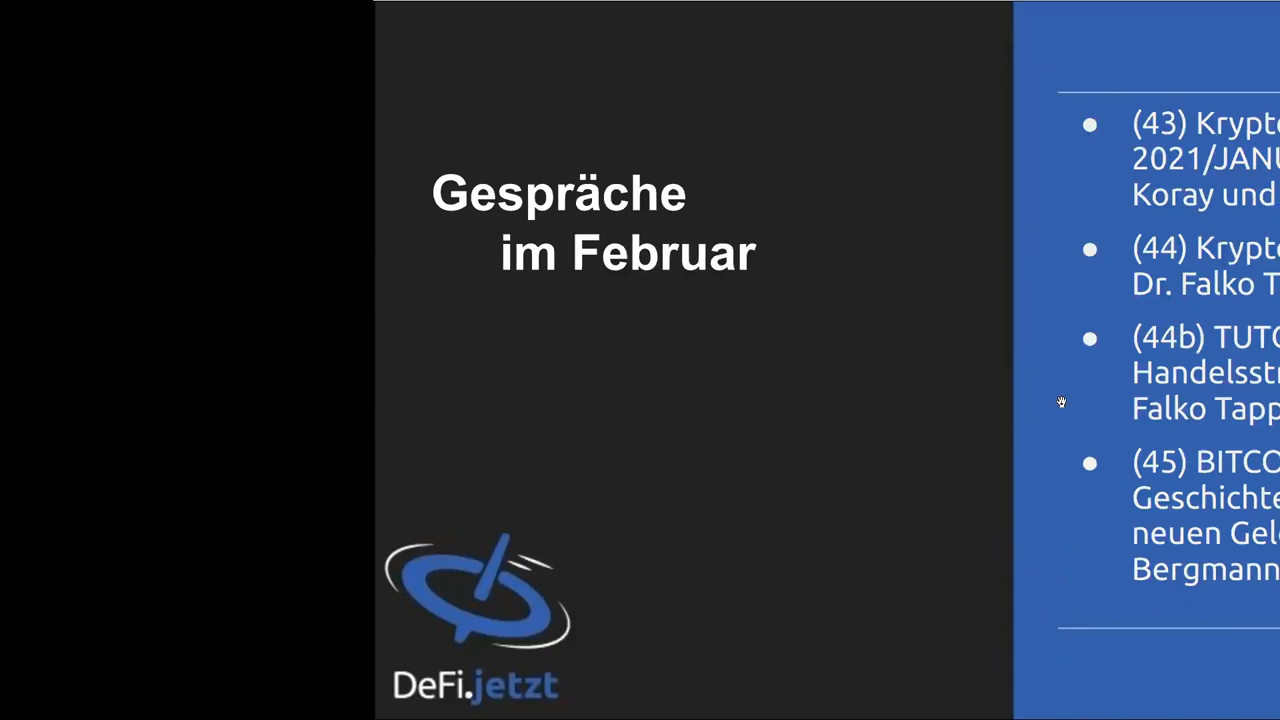 Gespräche
im Februar
(43) Krypt
2021/JAN
Koray und
(44) Krypt
Dr. Falko T
(44b) TUT
Handelsst
Falko Tapp
(45) BITCO
Geschichte
neuen Gel
Bergmann
DeFi.jetzt